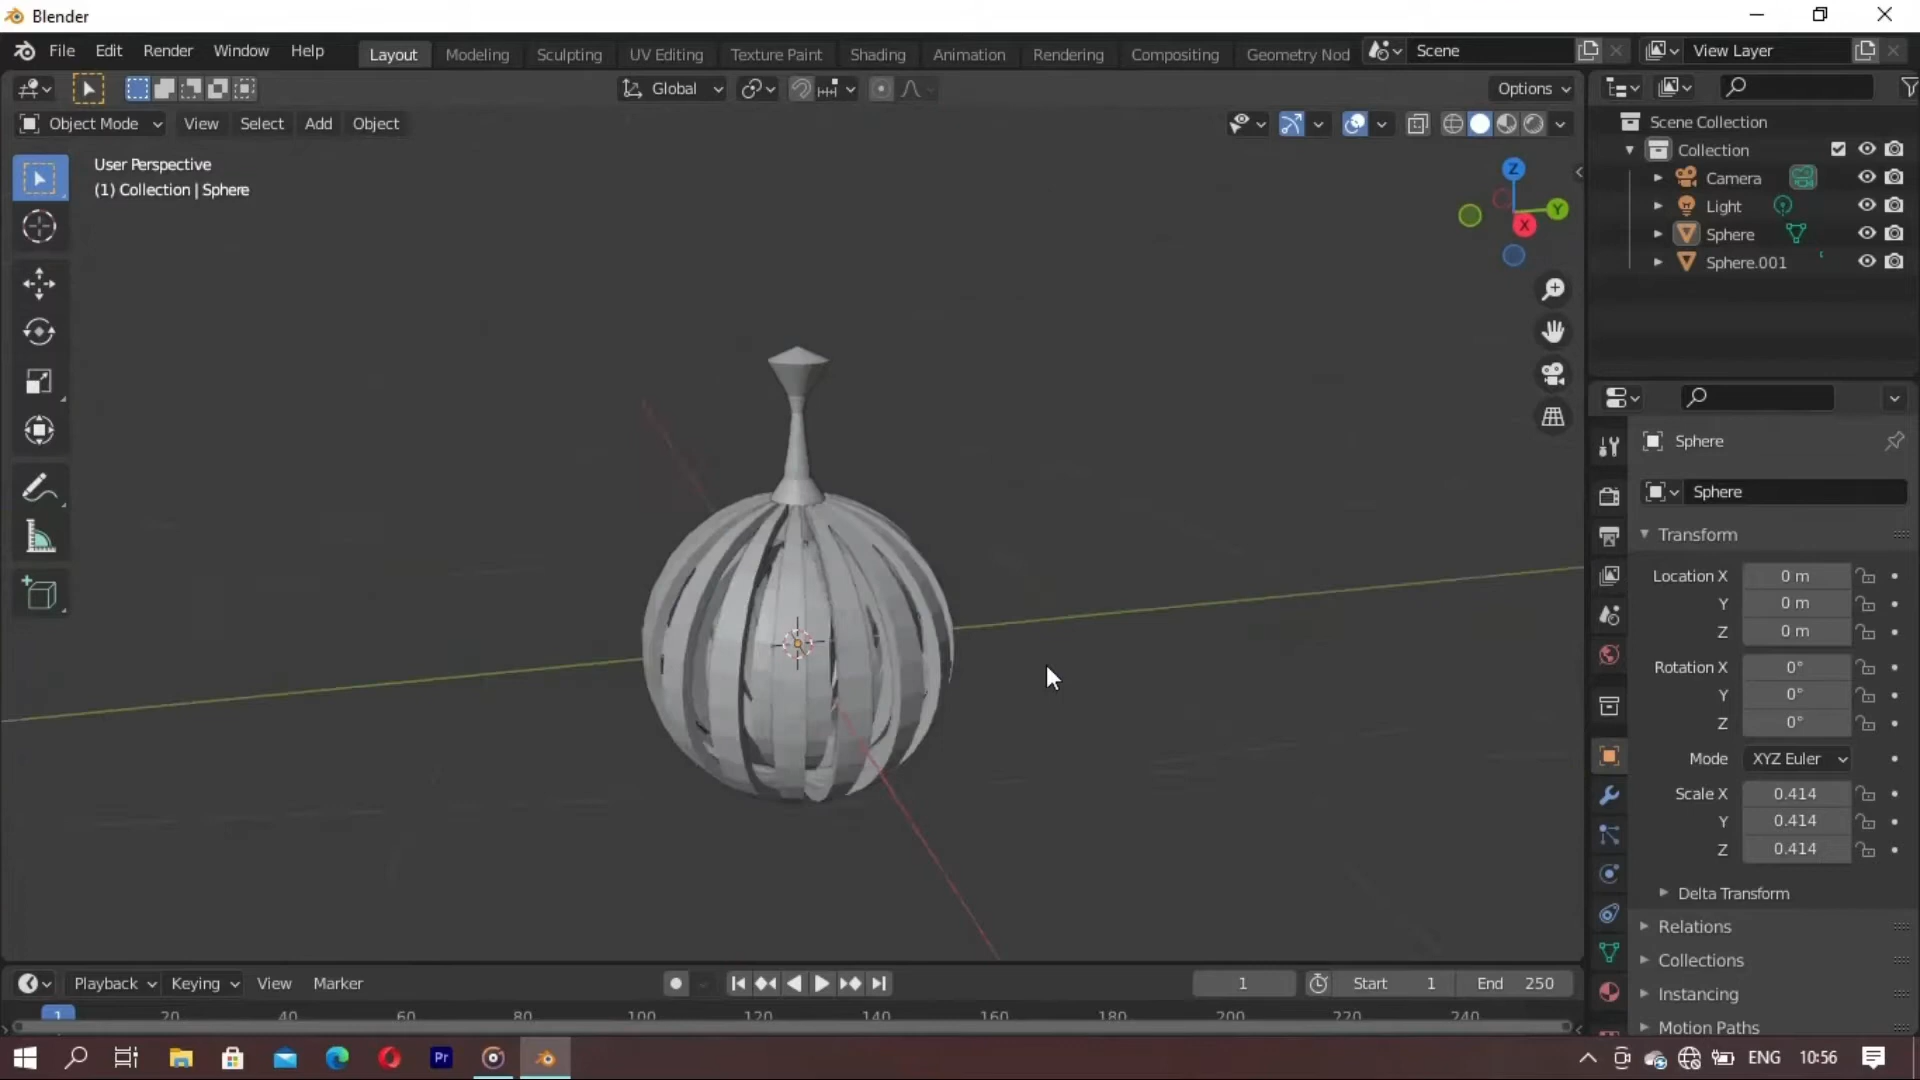 Blender
File Edit Render Window Help Layout Modeling Sculpting UV Editing Texture Paint Shading Animation Rendering Compositing Geometry Nod Scene View Layer
Global Options
Object Mode View Select Add Object
User Perspective
(1) Collection | Sphere
Z
Y
X
Scene Collection
Collection
Camera
Light
Sphere
Sphere.001
Sphere
Sphere
Transform
Location X 0 m
Y 0 m
Z 0 m
Rotation X 0°
Y 0°
Z 0°
Mode XYZ Euler
Scale X 0.414
Y 0.414
Z 0.414
Delta Transform
Relations
Collections
Instancing
Motion Paths
Playback Keying View Marker 1 Start 1 End 250
1 20 40 60 80 100 120 140 160 180 200 220 240
Pr ENG 10:56